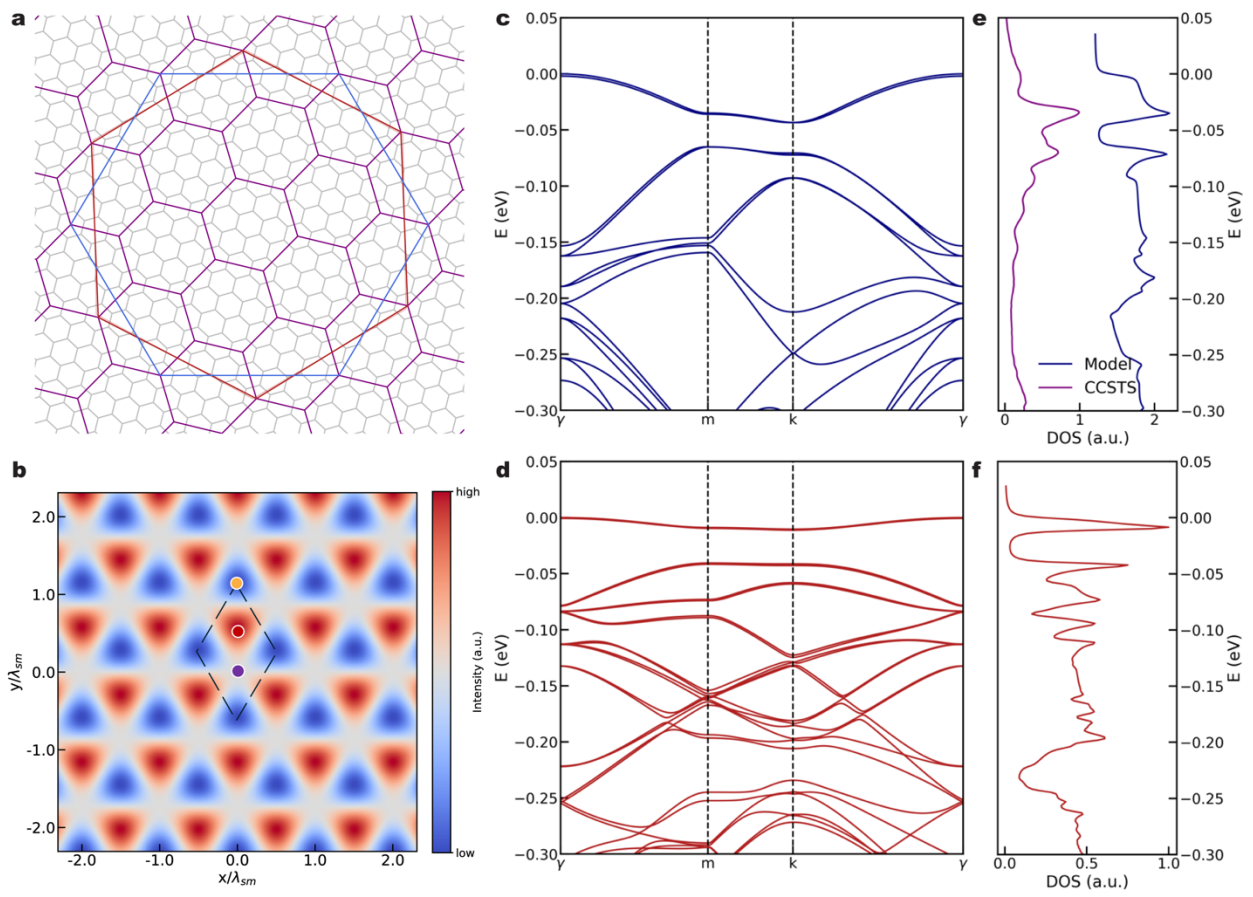 a
c
e
0.05
0.00
−0.05
−0.10
−0.15
−0.20
−0.25
−0.30
E (eV)
γ
m
k
γ
0.05
0.00
−0.05
−0.10
−0.15
−0.20
−0.25
−0.30
E (eV)
Model
CCSTS
0
1
2
DOS (a.u.)
b
d
f
2.0
1.0
0.0
-1.0
-2.0
y/λsm
-2.0
-1.0
0.0
1.0
2.0
x/λsm
high
Intensity (a.u.)
low
0.05
0.00
−0.05
−0.10
−0.15
−0.20
−0.25
−0.30
E (eV)
γ
m
k
γ
0.05
0.00
−0.05
−0.10
−0.15
−0.20
−0.25
−0.30
E (eV)
0.0
0.5
1.0
DOS (a.u.)